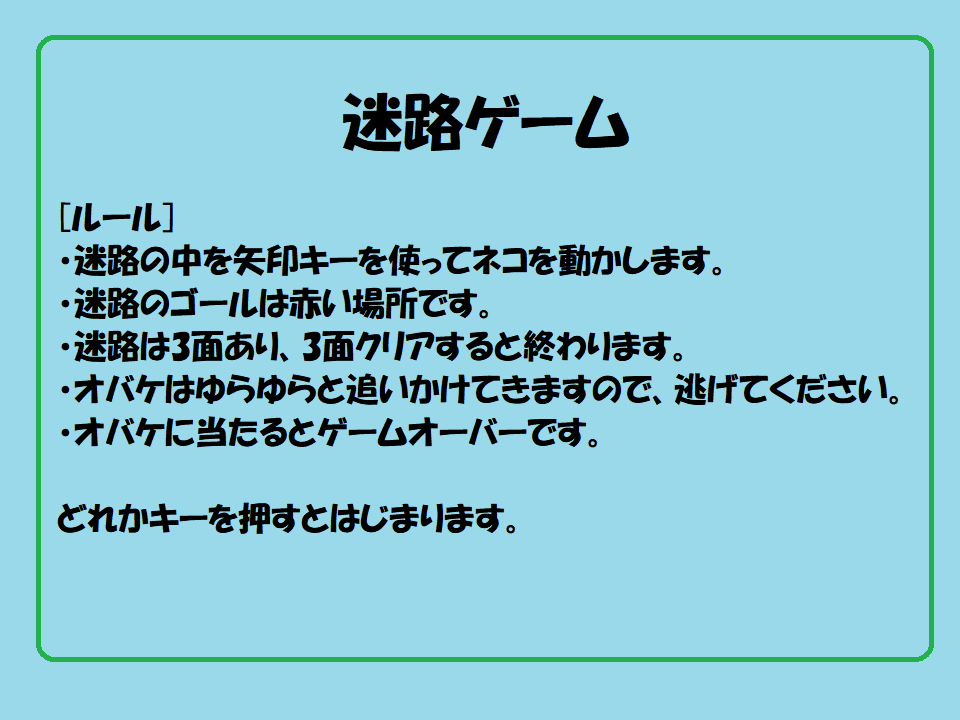 迷路ゲーム
[ルール]
・迷路の中を矢印キーを使ってネコを動かします。
・迷路のゴールは赤い場所です。
・迷路は3面あり、3面クリアすると終わります。
・オバケはゆらゆらと追いかけてきますので、逃げてください。
・オバケに当たるとゲームオーバーです。
どれかキーを押すとはじまります。